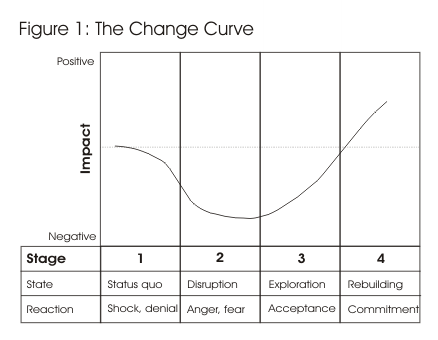 Figure 1: The Change Curve
Positive
Impact
Negative
Stage 1 2 3 4
State Status quo Disruption Exploration Rebuilding
Reaction Shock, denial Anger, fear Acceptance Commitment